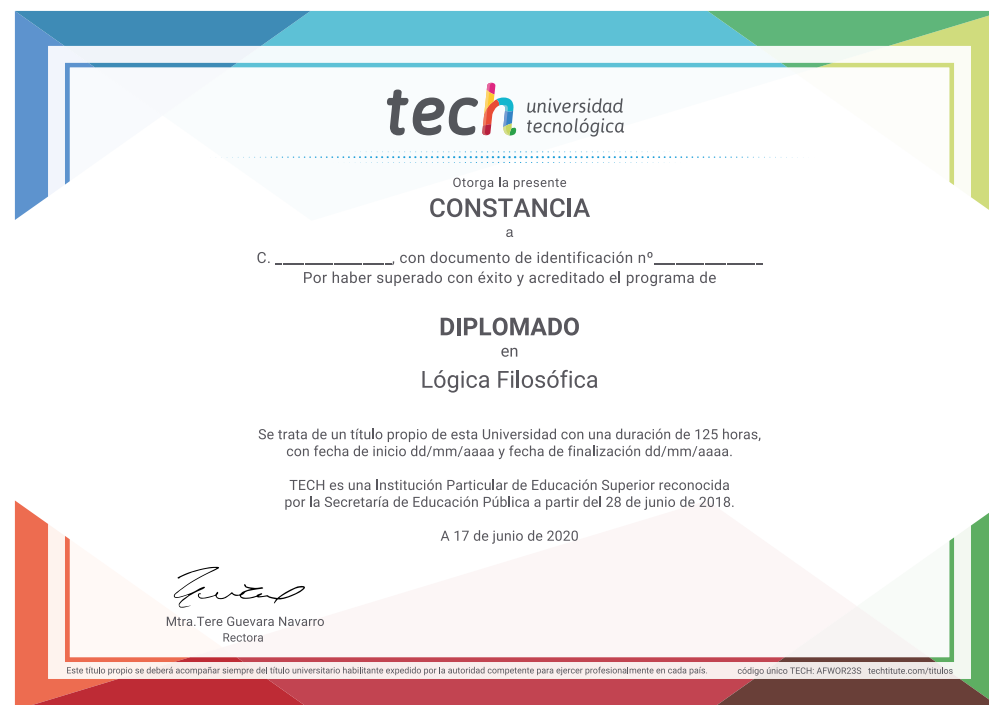 tech universidad
tecnológica
Otorga la presente
CONSTANCIA
a
C. ______________, con documento de identificación nº_____________
Por haber superado con éxito y acreditado el programa de
DIPLOMADO
en
Lógica Filosófica
Se trata de un título propio de esta Universidad con una duración de 125 horas,
con fecha de inicio dd/mm/aaaa y fecha de finalización dd/mm/aaaa.
TECH es una Institución Particular de Educación Superior reconocida
por la Secretaría de Educación Pública a partir del 28 de junio de 2018.
A 17 de junio de 2020
Mtra.Tere Guevara Navarro
Rectora
Este título propio se deberá acompañar siempre del título universitario habilitante expedido por la autoridad competente para ejercer profesionalmente en cada país. código único TECH: AFWOR23S techtitute.com/titulos